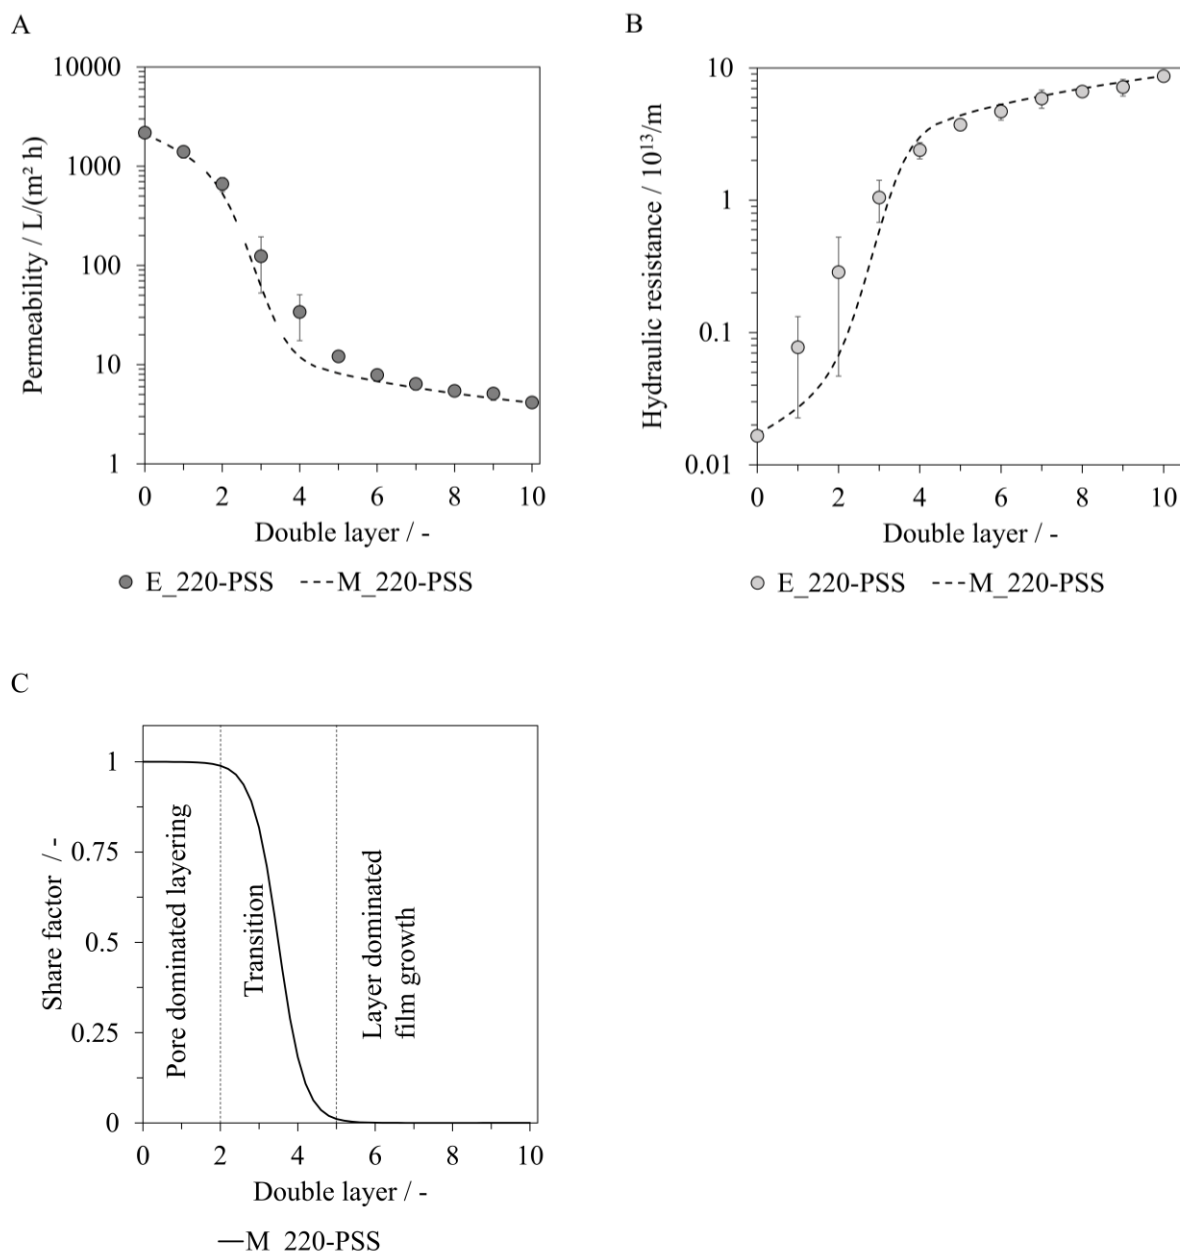 A
Permeability / L/(m² h)
10000
1000
100
10
1
0 2 4 6 8 10
Double layer / -
E_220-PSS M_220-PSS
B
Hydraulic resistance / 10¹³/m
10
1
0.1
0.01
0 2 4 6 8 10
Double layer / -
E_220-PSS M_220-PSS
C
Share factor / -
1
0.75
0.5
0.25
0
Pore dominated layering
Transition
Layer dominated
film growth
0 2 4 6 8 10
Double layer / -
M 220-PSS